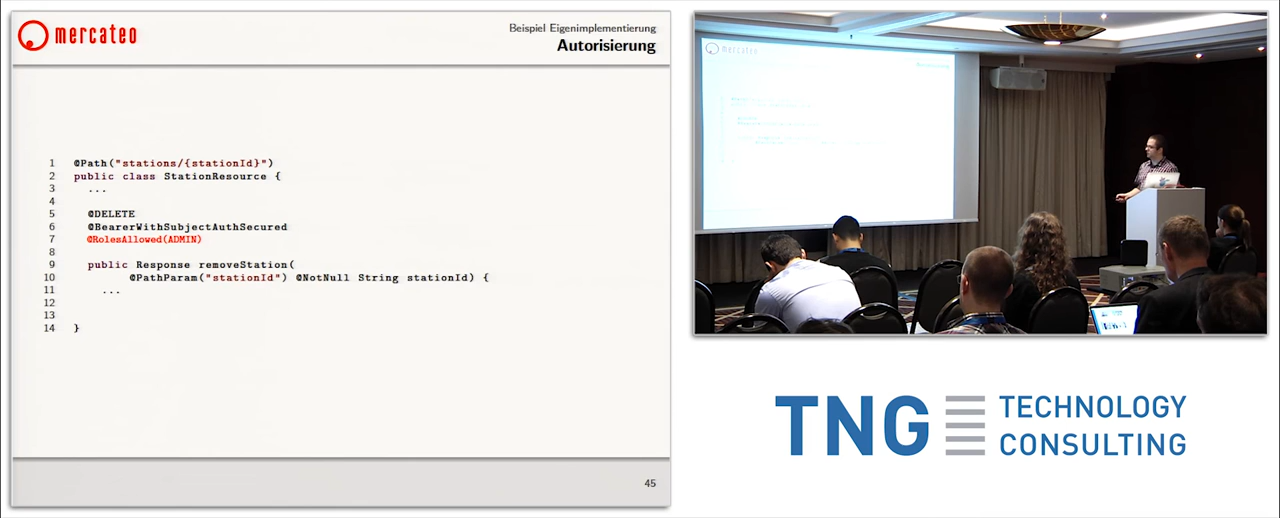 mercateo
Beispiel Eigenimplementierung
Autorisierung
1 @Path("stations/{stationId}")
2 public class StationResource {
3 ...
4
5 @DELETE
6 @BearerWithSubjectAuthSecured
7 @RolesAllowed(ADMIN)
8
9 public Response removeStation(
10 @PathParam("stationId") @NotNull String stationId) {
11 ...
12
13
14 }
45
mercateo
TNG TECHNOLOGY
CONSULTING